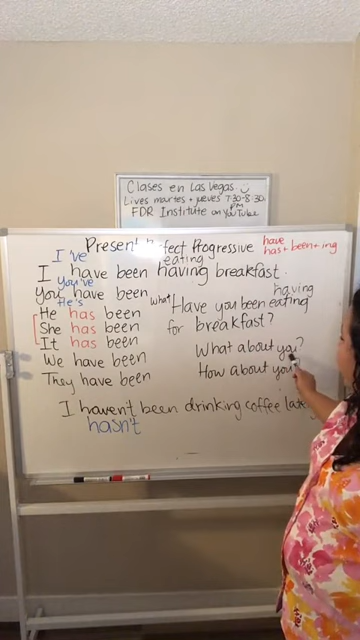 Clases en Las Vegas
Lives martes + jueves 7:30-8:30
PM
FDR Institute on YouTube
Present Perfect Progressive
have
has + been + ing
I've
eating
I have been having breakfast.
You've
You have been
He's
He has been
She has been
It has been
We have been
They have been
having
What Have you been eating
for breakfast?
What about you?
How about you?
I haven't been drinking coffee
hasn't